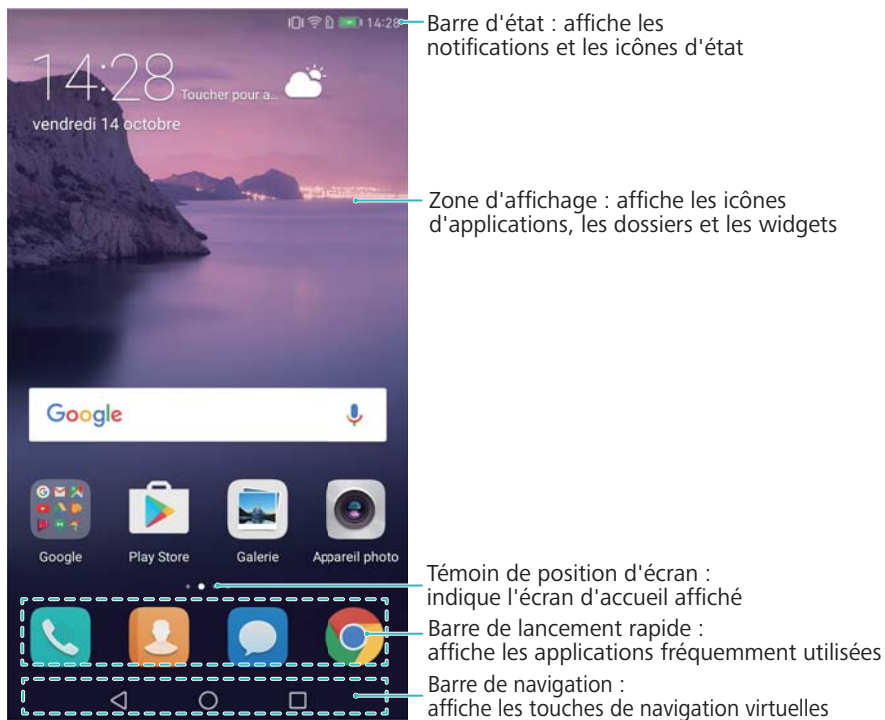 14:28
Barre d'état : affiche les
notifications et les icônes d'état
14:28
Toucher pour a...
vendredi 14 octobre
Zone d'affichage : affiche les icônes
d'applications, les dossiers et les widgets
Google
Google
Play Store
Galerie
Appareil photo
Témoin de position d'écran :
indique l'écran d'accueil affiché
Barre de lancement rapide :
affiche les applications fréquemment utilisées
Barre de navigation :
affiche les touches de navigation virtuelles